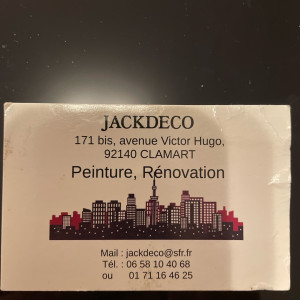 JACKDECO
171 bis, avenue Victor Hugo,
92140 CLAMART
Peinture, Rénovation
Mail : jackdeco@sfr.fr
Tél. : 06 58 10 40 68
ou 01 71 16 46 25